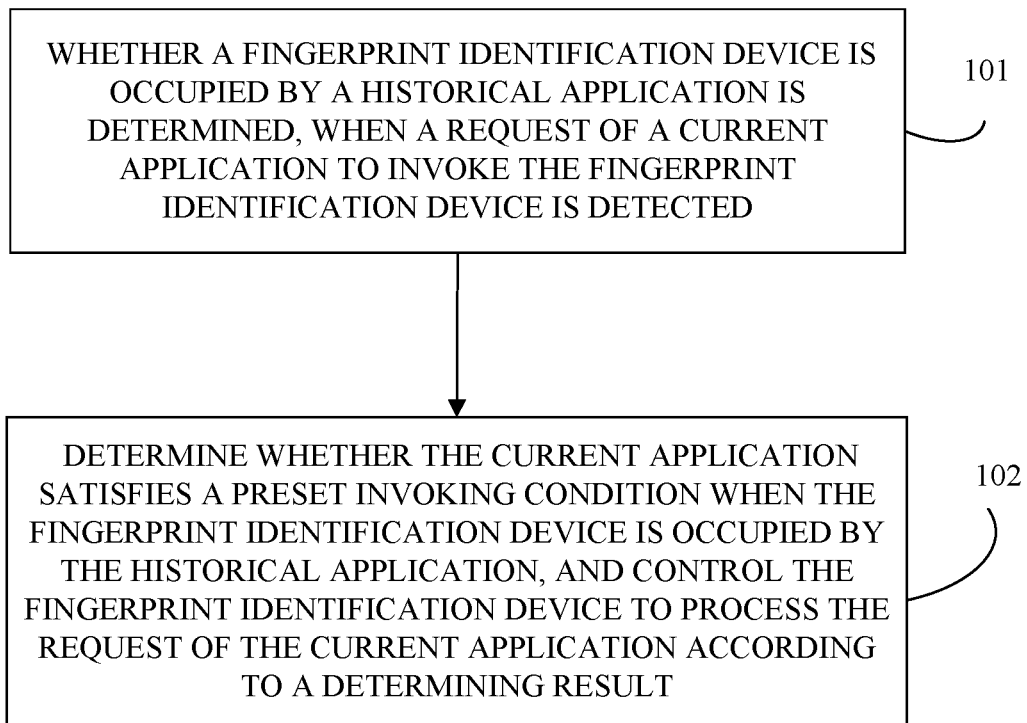 WHETHER A FINGERPRINT IDENTIFICATION DEVICE IS
OCCUPIED BY A HISTORICAL APPLICATION IS
DETERMINED, WHEN A REQUEST OF A CURRENT
APPLICATION TO INVOKE THE FINGERPRINT
IDENTIFICATION DEVICE IS DETECTED
101
DETERMINE WHETHER THE CURRENT APPLICATION
SATISFIES A PRESET INVOKING CONDITION WHEN THE
FINGERPRINT IDENTIFICATION DEVICE IS OCCUPIED BY
THE HISTORICAL APPLICATION, AND CONTROL THE
FINGERPRINT IDENTIFICATION DEVICE TO PROCESS THE
REQUEST OF THE CURRENT APPLICATION ACCORDING
TO A DETERMINING RESULT
102